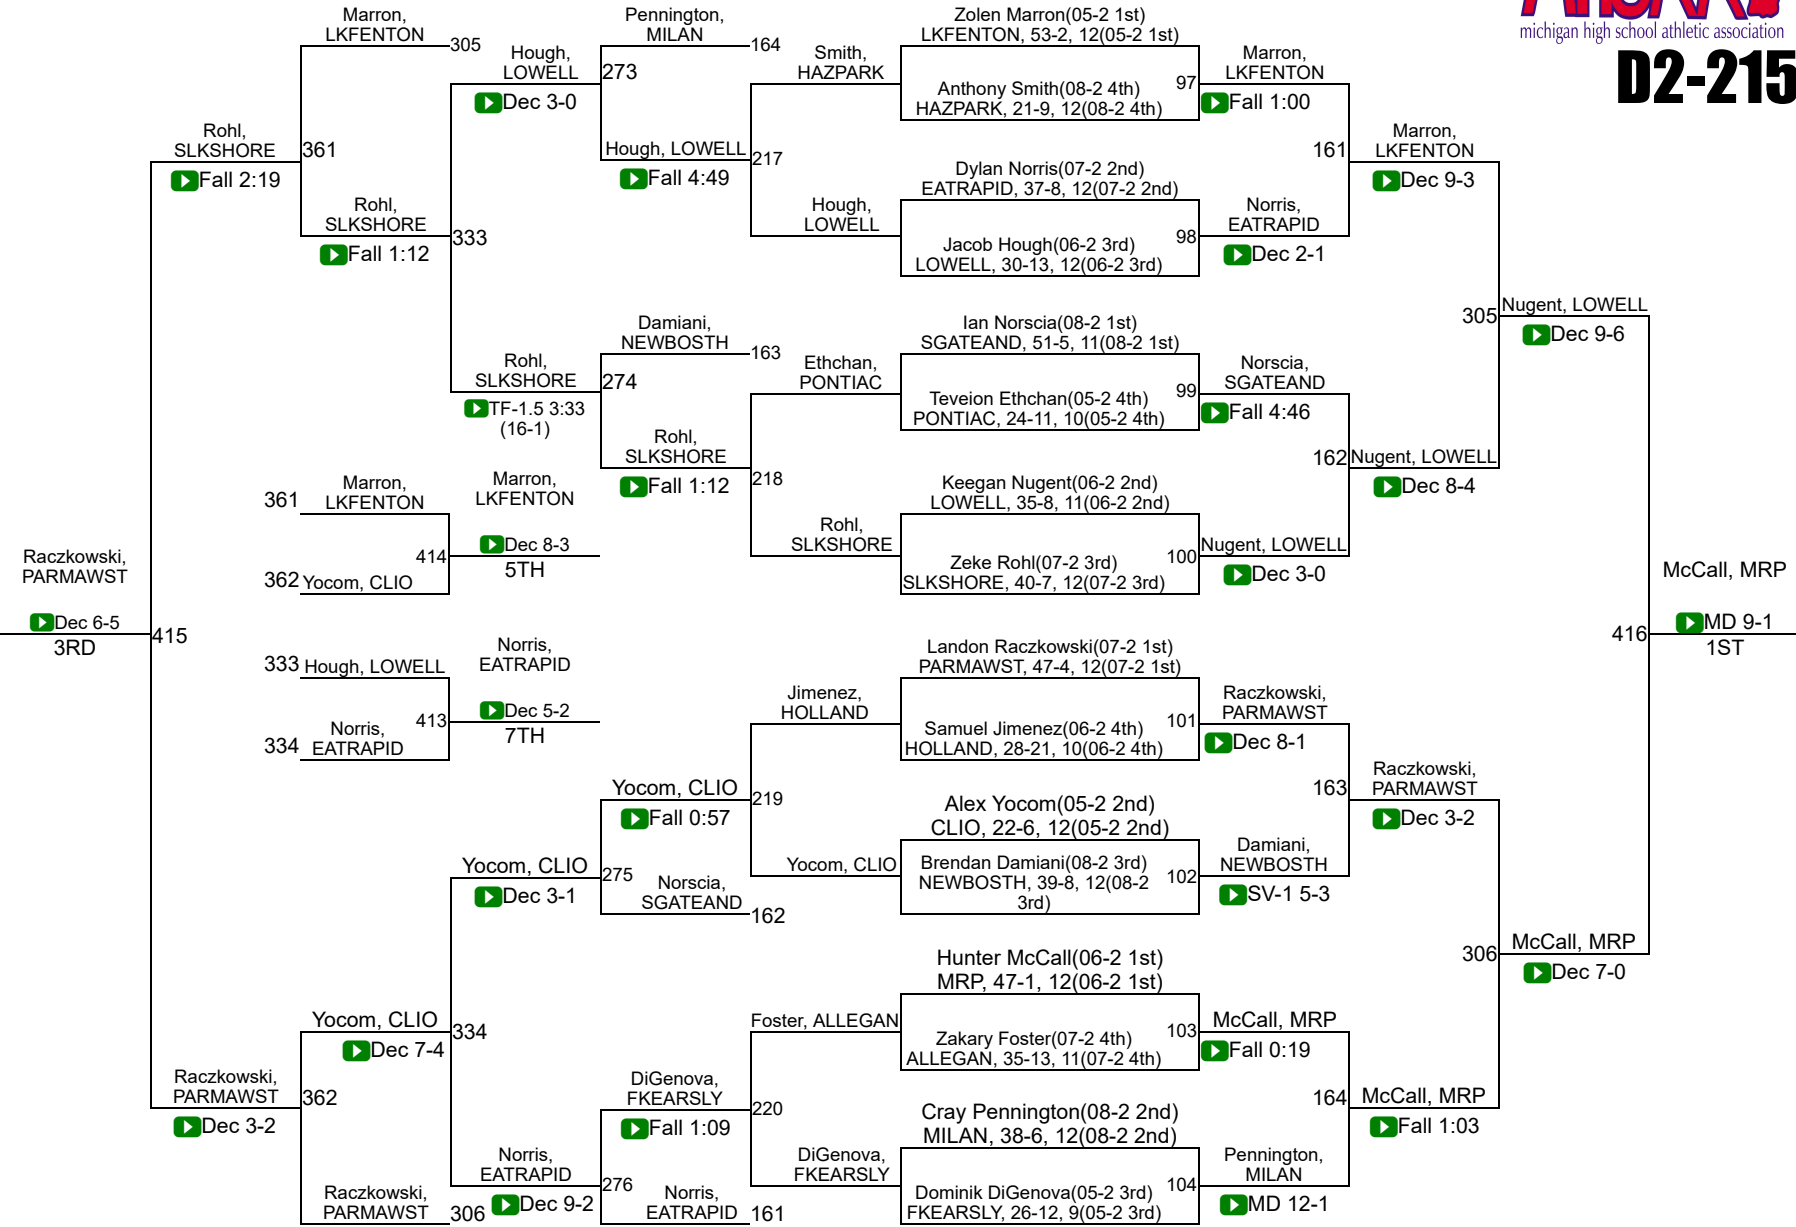 michigan high school athletic association
D2-215
Marron,
LKFENTON
305
Hough,
LOWELL
Dec 3-0
Pennington,
MILAN
164
273
Hough, LOWELL
Fall 4:49
217
Smith,
HAZPARK
Hough,
LOWELL
Rohl,
SLKSHORE
Fall 2:19
361
Rohl,
SLKSHORE
Fall 1:12
333
Rohl,
SLKSHORE
TF-1.5 3:33
(16-1)
Damiani,
NEWBOSTH
163
274
Rohl,
SLKSHORE
Fall 1:12
218
Ethchan,
PONTIAC
Rohl,
SLKSHORE
Zolen Marron(05-2 1st)
LKFENTON, 53-2, 12(05-2 1st)
Anthony Smith(08-2 4th)
HAZPARK, 21-9, 12(08-2 4th)
97
Marron,
LKFENTON
Fall 1:00
Dylan Norris(07-2 2nd)
EATRAPID, 37-8, 12(07-2 2nd)
Jacob Hough(06-2 3rd)
LOWELL, 30-13, 12(06-2 3rd)
98
Norris,
EATRAPID
Dec 2-1
161
Marron,
LKFENTON
Dec 9-3
Ian Norscia(08-2 1st)
SGATEAND, 51-5, 11(08-2 1st)
Teveion Ethchan(05-2 4th)
PONTIAC, 24-11, 10(05-2 4th)
99
Norscia,
SGATEAND
Fall 4:46
Keegan Nugent(06-2 2nd)
LOWELL, 35-8, 11(06-2 2nd)
Zeke Rohl(07-2 3rd)
SLKSHORE, 40-7, 12(07-2 3rd)
100
Nugent, LOWELL
Dec 3-0
162
Nugent, LOWELL
Dec 8-4
305
Nugent, LOWELL
Dec 9-6
361
Marron,
LKFENTON
362
Yocom, CLIO
414
Marron,
LKFENTON
Dec 8-3
5TH
Raczkowski,
PARMAWST
Dec 6-5
3RD
415
333
Hough, LOWELL
334
Norris,
EATRAPID
413
Norris,
EATRAPID
Dec 5-2
7TH
McCall, MRP
416
MD 9-1
1ST
Landon Raczkowski(07-2 1st)
PARMAWST, 47-4, 12(07-2 1st)
Samuel Jimenez(06-2 4th)
HOLLAND, 28-21, 10(06-2 4th)
101
Raczkowski,
PARMAWST
Dec 8-1
Alex Yocom(05-2 2nd)
CLIO, 22-6, 12(05-2 2nd)
Brendan Damiani(08-2 3rd)
NEWBOSTH, 39-8, 12(08-2
3rd)
102
Damiani,
NEWBOSTH
SV-1 5-3
163
Raczkowski,
PARMAWST
Dec 3-2
Jimenez,
HOLLAND
Yocom, CLIO
219
Yocom, CLIO
Fall 0:57
275
Norscia,
SGATEAND
162
Yocom, CLIO
Dec 3-1
Hunter McCall(06-2 1st)
MRP, 47-1, 12(06-2 1st)
Zakary Foster(07-2 4th)
ALLEGAN, 35-13, 11(07-2 4th)
103
McCall, MRP
Fall 0:19
Cray Pennington(08-2 2nd)
MILAN, 38-6, 12(08-2 2nd)
Dominik DiGenova(05-2 3rd)
FKEARSLY, 26-12, 9(05-2 3rd)
104
Pennington,
MILAN
MD 12-1
164
McCall, MRP
Fall 1:03
306
McCall, MRP
Dec 7-0
Foster, ALLEGAN
DiGenova,
FKEARSLY
220
DiGenova,
FKEARSLY
Fall 1:09
276
Norris,
EATRAPID
161
Norris,
EATRAPID
Dec 9-2
334
Yocom, CLIO
Dec 7-4
362
Raczkowski,
PARMAWST
306
Raczkowski,
PARMAWST
Dec 3-2